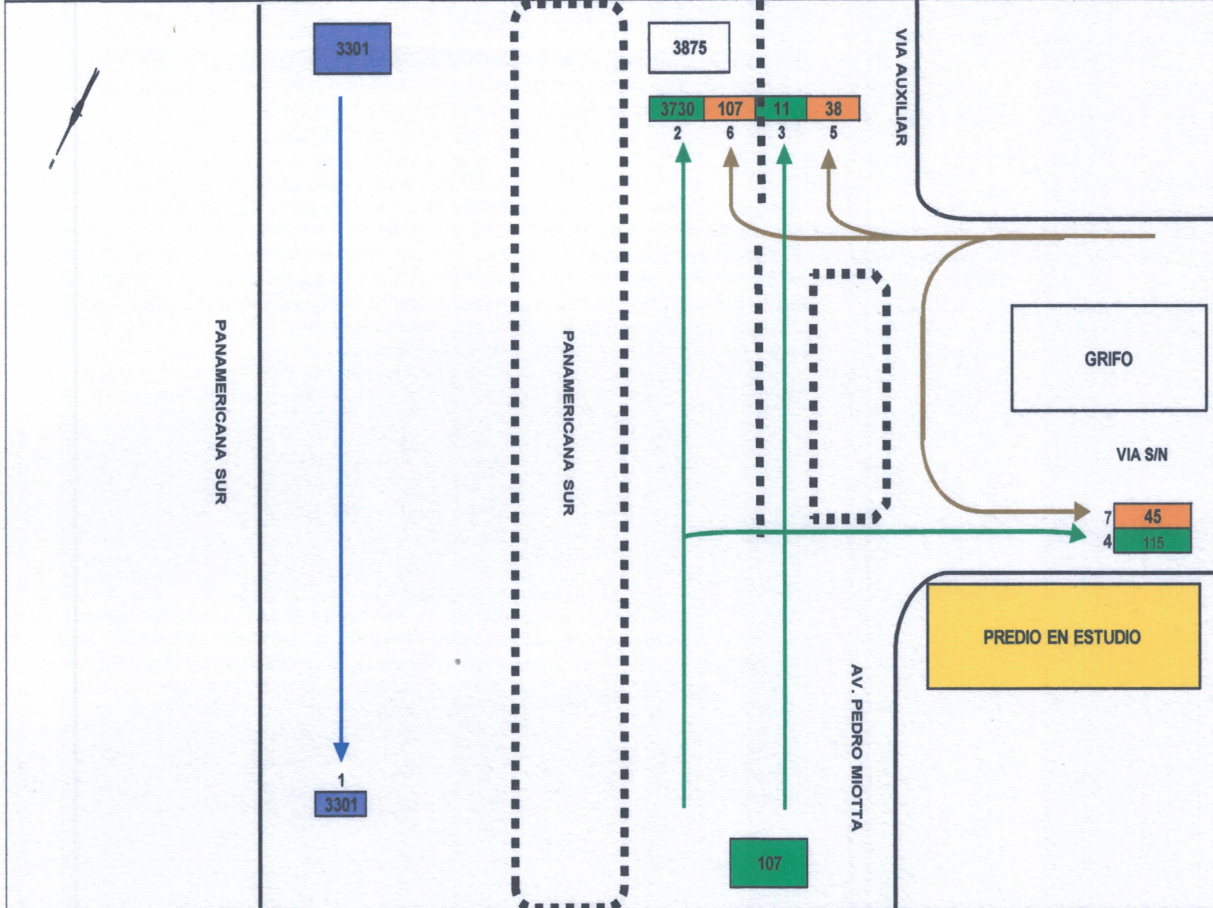 3301
3875
3730 107 11 38
2 6 3 5
VIA AUXILIAR
PANAMERICANA SUR
PANAMERICANA SUR
GRIFO
VIA S/N
7 45
4 115
PREDIO EN ESTUDIO
AV. PEDRO MIOTTA
1
3301
107